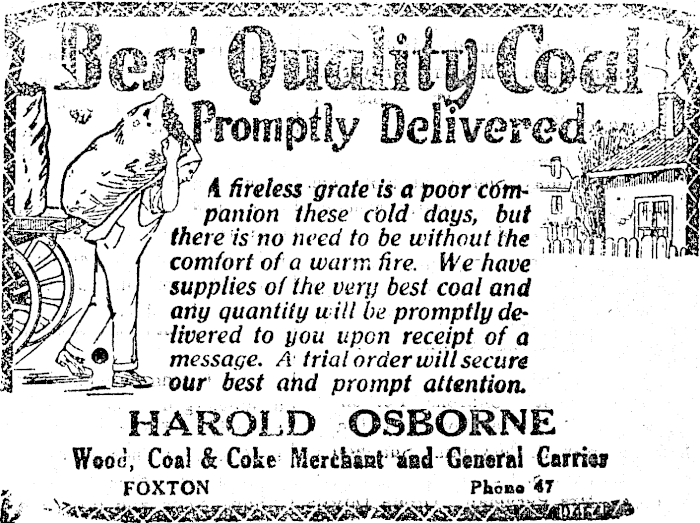 Best Quality Coal
Promptly Delivered
A fireless grate is a poor com-
panion these cold days, but
there is no need to be without the
comfort of a warm fire. We have
supplies of the very best coal and
any quantity will be promptly de-
livered to you upon receipt of a
message. A trial order will secure
our best and prompt attention.
HAROLD OSBORNE
Wood, Coal & Coke Merchant and General Carrier
FOXTON Phone 47